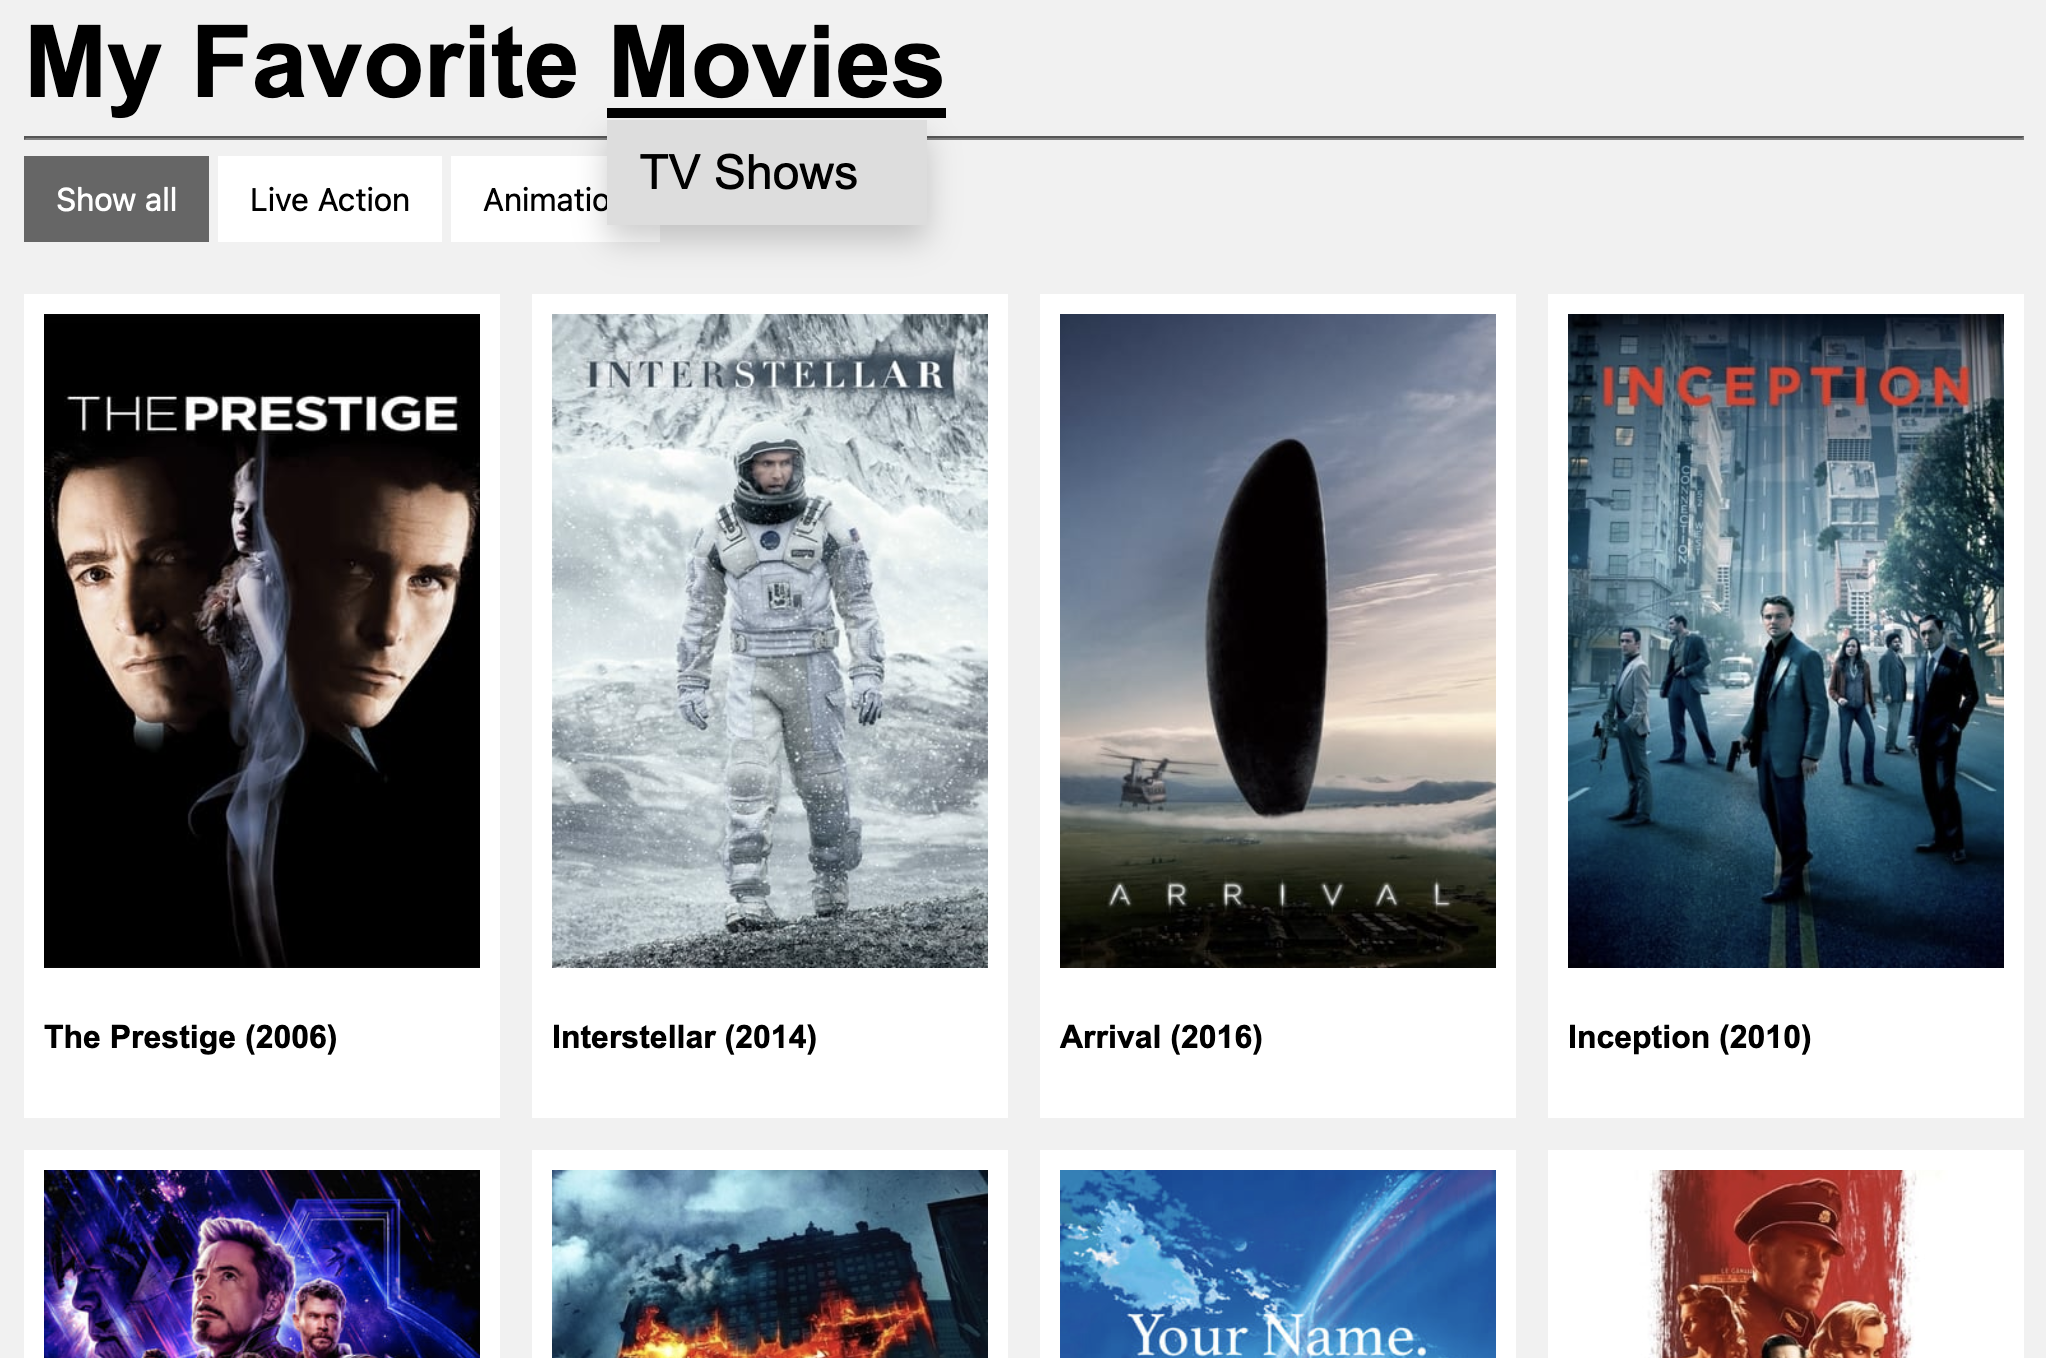 My Favorite Movies
TV Shows
Show all
Live Action
Animatio
THE PRESTIGE
INTERSTELLAR
ARRIVAL
INCEPTION
CONNECTION
The Prestige (2006)
Interstellar (2014)
Arrival (2016)
Inception (2010)
Your Name.